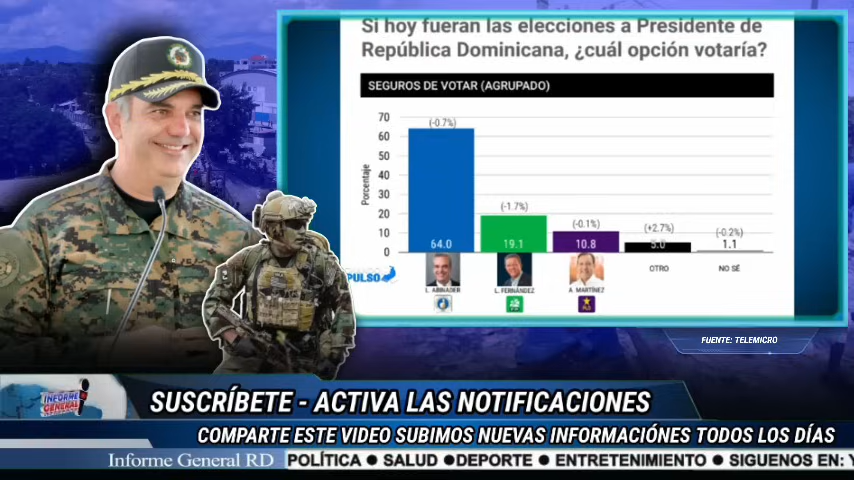 Si hoy fueran las elecciones a Presidente de
República Dominicana, ¿cuál opción votaría?
SEGUROS DE VOTAR (AGRUPADO)
Porcentaje
70
60
50
40
30
20
10
0
(-0.7%)
(-1.7%)
(-0.1%)
(+2.7%)
(-0.2%)
64.0
19.1
10.8
5.0
1.1
L. ABINADER
L. FERNÁNDEZ
A. MARTÍNEZ
OTRO
NO SÉ
PULSO
FUENTE: TELEMICRO
INFORME
GENERAL
SUSCRÍBETE - ACTIVA LAS NOTIFICACIONES
COMPARTE ESTE VIDEO SUBIMOS NUEVAS INFORMACIÓNES TODOS LOS DÍAS
Informe General RD
POLÍTICA ● SALUD ●DEPORTE ● ENTRETENIMIENTO ● SIGUENOS EN: Y